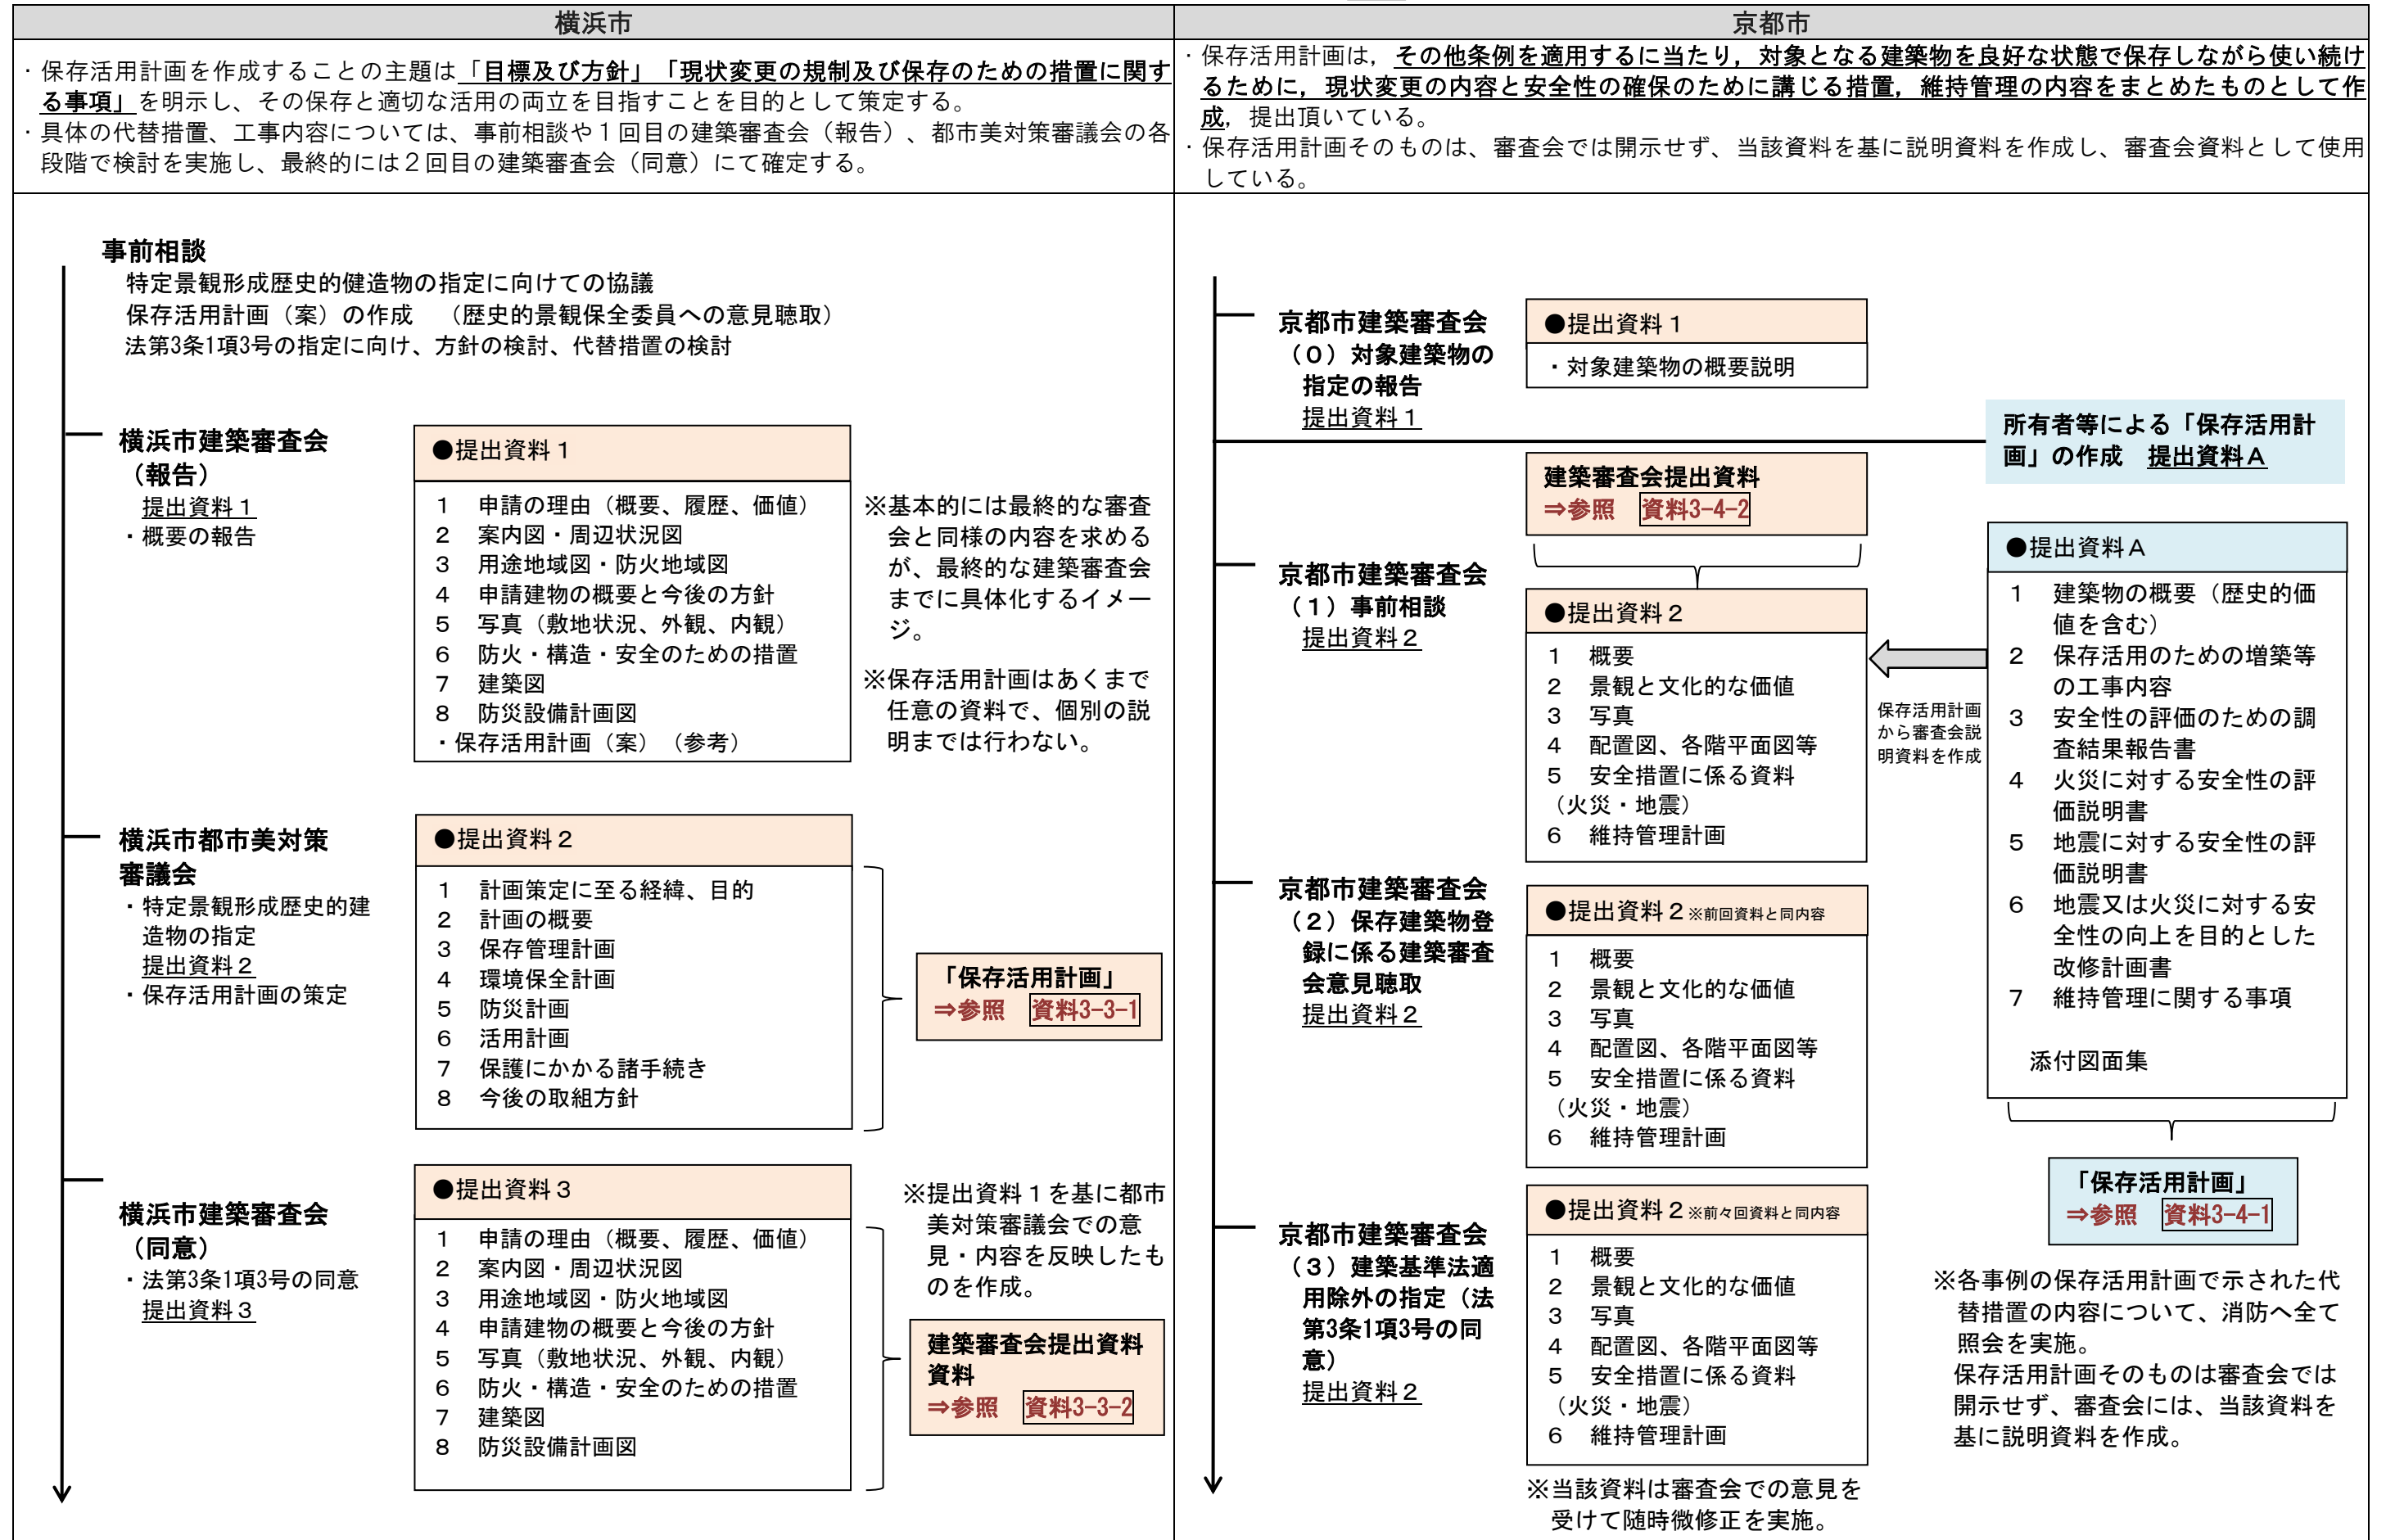 横浜市
・保存活用計画を作成することの主題は「目標及び方針」「現状変更の規制及び保存のための措置に関す
る事項」を明示し、その保存と適切な活用の両立を目指すことを目的として策定する。
・具体の代替措置、工事内容については、事前相談や１回目の建築審査会（報告）、都市美対策審議会の各
段階で検討を実施し、最終的には２回目の建築審査会（同意）にて確定する。
事前相談
特定景観形成歴史的健造物の指定に向けての協議
保存活用計画（案）の作成　（歴史的景観保全委員への意見聴取）
法第3条1項3号の指定に向け、方針の検討、代替措置の検討
横浜市建築審査会
（報告）
提出資料１
・概要の報告
●提出資料１
1　申請の理由（概要、履歴、価値）
2　案内図・周辺状況図
3　用途地域図・防火地域図
4　申請建物の概要と今後の方針
5　写真（敷地状況、外観、内観）
6　防火・構造・安全のための措置
7　建築図
8　防災設備計画図
・保存活用計画（案）（参考）
※基本的には最終的な審査
会と同様の内容を求める
が、最終的な建築審査会
までに具体化するイメー
ジ。
※保存活用計画はあくまで
任意の資料で、個別の説
明までは行わない。
横浜市都市美対策
審議会
・特定景観形成歴史的建
造物の指定
提出資料２
・保存活用計画の策定
●提出資料２
1　計画策定に至る経緯、目的
2　計画の概要
3　保存管理計画
4　環境保全計画
5　防災計画
6　活用計画
7　保護にかかる諸手続き
8　今後の取組方針
「保存活用計画」
⇒参照　資料3-3-1
横浜市建築審査会
（同意）
・法第3条1項3号の同意
提出資料３
●提出資料３
1　申請の理由（概要、履歴、価値）
2　案内図・周辺状況図
3　用途地域図・防火地域図
4　申請建物の概要と今後の方針
5　写真（敷地状況、外観、内観）
6　防火・構造・安全のための措置
7　建築図
8　防災設備計画図
※提出資料１を基に都市
美対策審議会での意
見・内容を反映したも
のを作成。
建築審査会提出資料
資料
⇒参照　資料3-3-2
京都市
・保存活用計画は，その他条例を適用するに当たり，対象となる建築物を良好な状態で保存しながら使い続け
るために，現状変更の内容と安全性の確保のために講じる措置，維持管理の内容をまとめたものとして作
成，提出頂いている。
・保存活用計画そのものは、審査会では開示せず、当該資料を基に説明資料を作成し、審査会資料として使用
している。
京都市建築審査会
（０）対象建築物の
指定の報告
提出資料１
●提出資料１
・対象建築物の概要説明
所有者等による「保存活用計
画」の作成　提出資料Ａ
建築審査会提出資料
⇒参照　資料3-4-2
京都市建築審査会
（１）事前相談
提出資料２
●提出資料２
1　概要
2　景観と文化的な価値
3　写真
4　配置図、各階平面図等
5　安全措置に係る資料
（火災・地震）
6　維持管理計画
保存活用計画
から審査会説
明資料を作成
●提出資料Ａ
1　建築物の概要（歴史的価
値を含む）
2　保存活用のための増築等
の工事内容
3　安全性の評価のための調
査結果報告書
4　火災に対する安全性の評
価説明書
5　地震に対する安全性の評
価説明書
6　地震又は火災に対する安
全性の向上を目的とした
改修計画書
7　維持管理に関する事項
添付図面集
「保存活用計画」
⇒参照　資料3-4-1
京都市建築審査会
（２）保存建築物登
録に係る建築審査
会意見聴取
提出資料２
●提出資料２※前回資料と同内容
1　概要
2　景観と文化的な価値
3　写真
4　配置図、各階平面図等
5　安全措置に係る資料
（火災・地震）
6　維持管理計画
京都市建築審査会
（３）建築基準法適
用除外の指定（法
第3条1項3号の同
意）
提出資料２
●提出資料２※前々回資料と同内容
1　概要
2　景観と文化的な価値
3　写真
4　配置図、各階平面図等
5　安全措置に係る資料
（火災・地震）
6　維持管理計画
※当該資料は審査会での意見を
受けて随時微修正を実施。
※各事例の保存活用計画で示された代
替措置の内容について、消防へ全て
照会を実施。
保存活用計画そのものは審査会では
開示せず、審査会には、当該資料を
基に説明資料を作成。